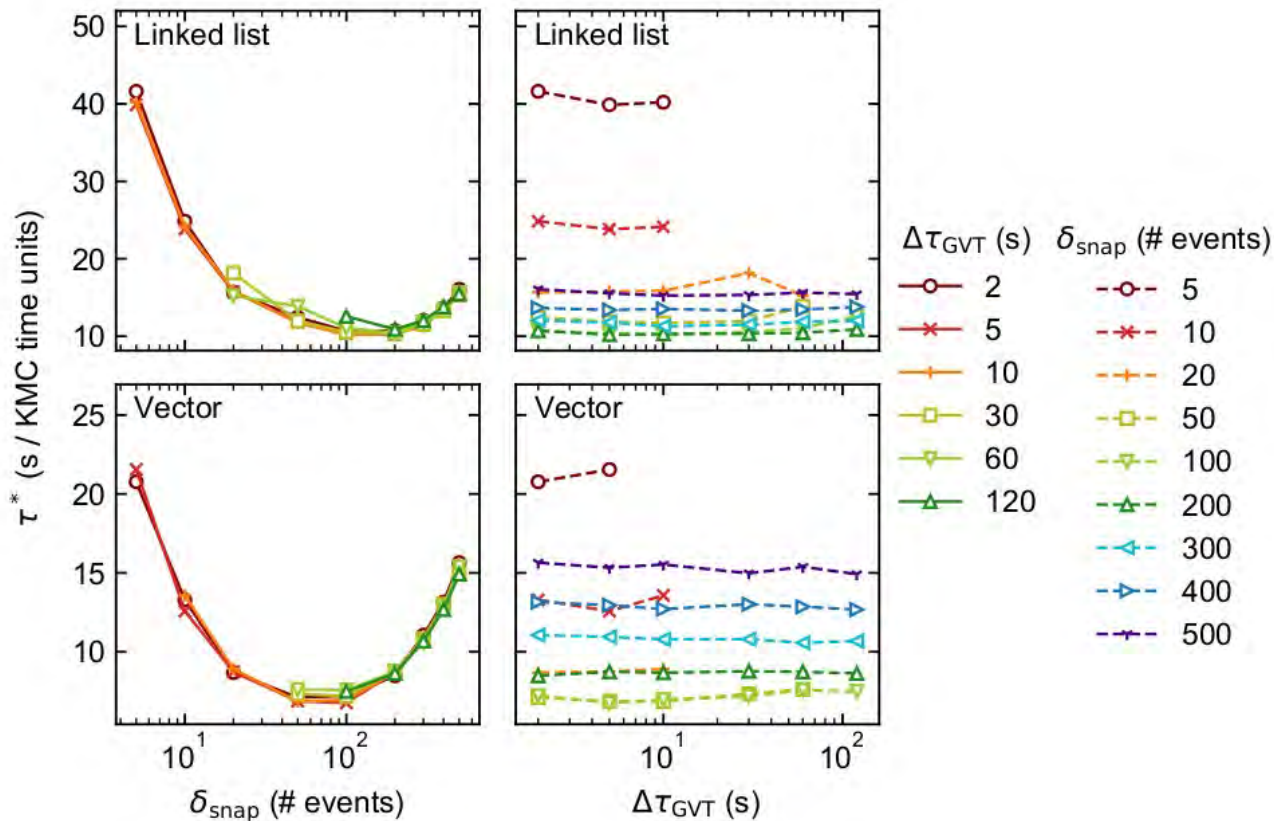 τ* (s / KMC time units)
Linked list
50
40
30
20
10
Linked list
Vector
25
20
15
10
10¹ 10²
δsnap (# events)
Vector
10¹ 10²
ΔτGVT (s)
ΔτGVT (s)
2
5
10
30
60
120
δsnap (# events)
5
10
20
50
100
200
300
400
500